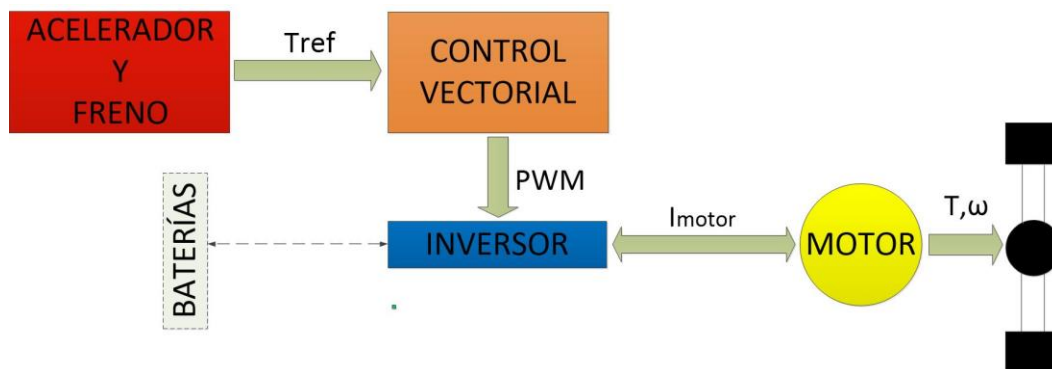 ACELERADOR
Y
FRENO
Tref
CONTROL
VECTORIAL
PWM
BATERÍAS
INVERSOR
Imotor
MOTOR
T,ω